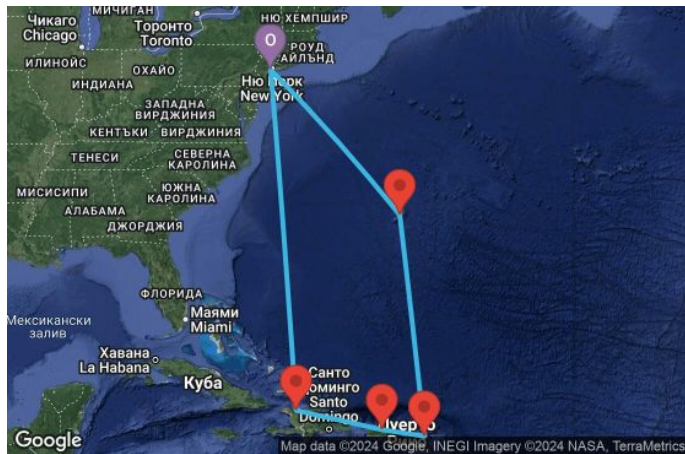 МИЧИГАН
Чикаго
Chicago
Торонто
Toronto
НЮ ХЕМПШИР
О
РОУД
АЙЛЪНД
ИЛИНОЙС
ОХАЙО
ИНДИАНА
Ню Йорк
New York
ЗАПАДНА
ВИРДЖИНИЯ
КЕНТЪКИ
ВИРДЖИНИЯ
ТЕНЕСИ
СЕВЕРНА
КАРОЛИНА
МИСИСИПИ
ЮЖНА
КАРОЛИНА
АЛАБАМА
ДЖОРДЖИЯ
ФЛОРИДА
Мексикански
залив
Маями
Miami
Хавана
La Habana
Куба
Санто
Доминго
Santo
Domingo
Google
Map data ©2024 Google, INEGI Imagery ©2024 NASA, TerraMetrics